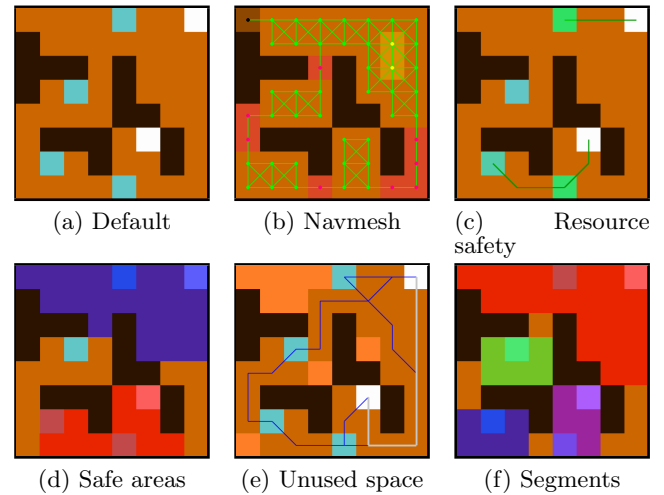 (a) Default
(b) Navmesh
(c) Resource
safety
(d) Safe areas
(e) Unused space
(f) Segments